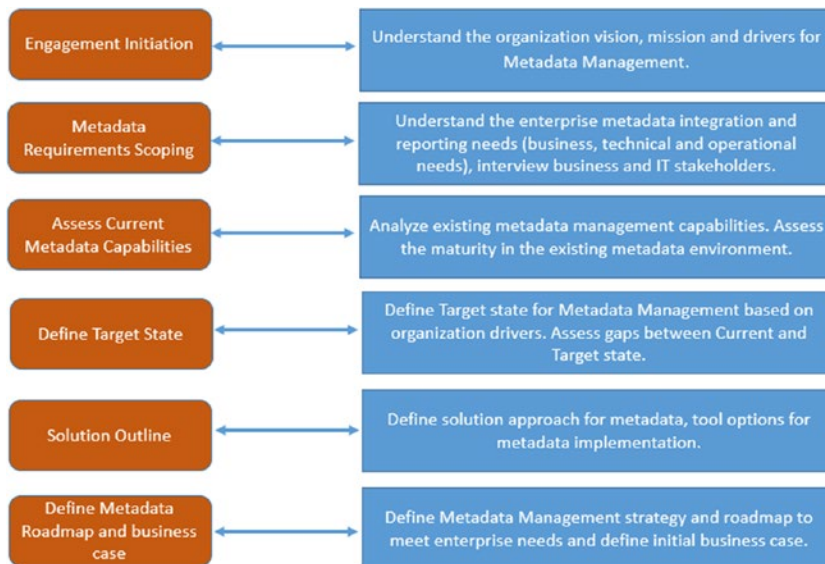 Engagement Initiation
Understand the organization vision, mission and drivers for
Metadata Management.
Metadata
Requirements Scoping
Understand the enterprise metadata integration and
reporting needs (business, technical and operational
needs), interview business and IT stakeholders.
Assess Current
Metadata Capabilities
Analyze existing metadata management capabilities. Assess
the maturity in the existing metadata environment.
Define Target State
Define Target state for Metadata Management based on
organization drivers. Assess gaps between Current and
Target state.
Solution Outline
Define solution approach for metadata, tool options for
metadata implementation.
Define Metadata
Roadmap and business
case
Define Metadata Management strategy and roadmap to
meet enterprise needs and define initial business case.